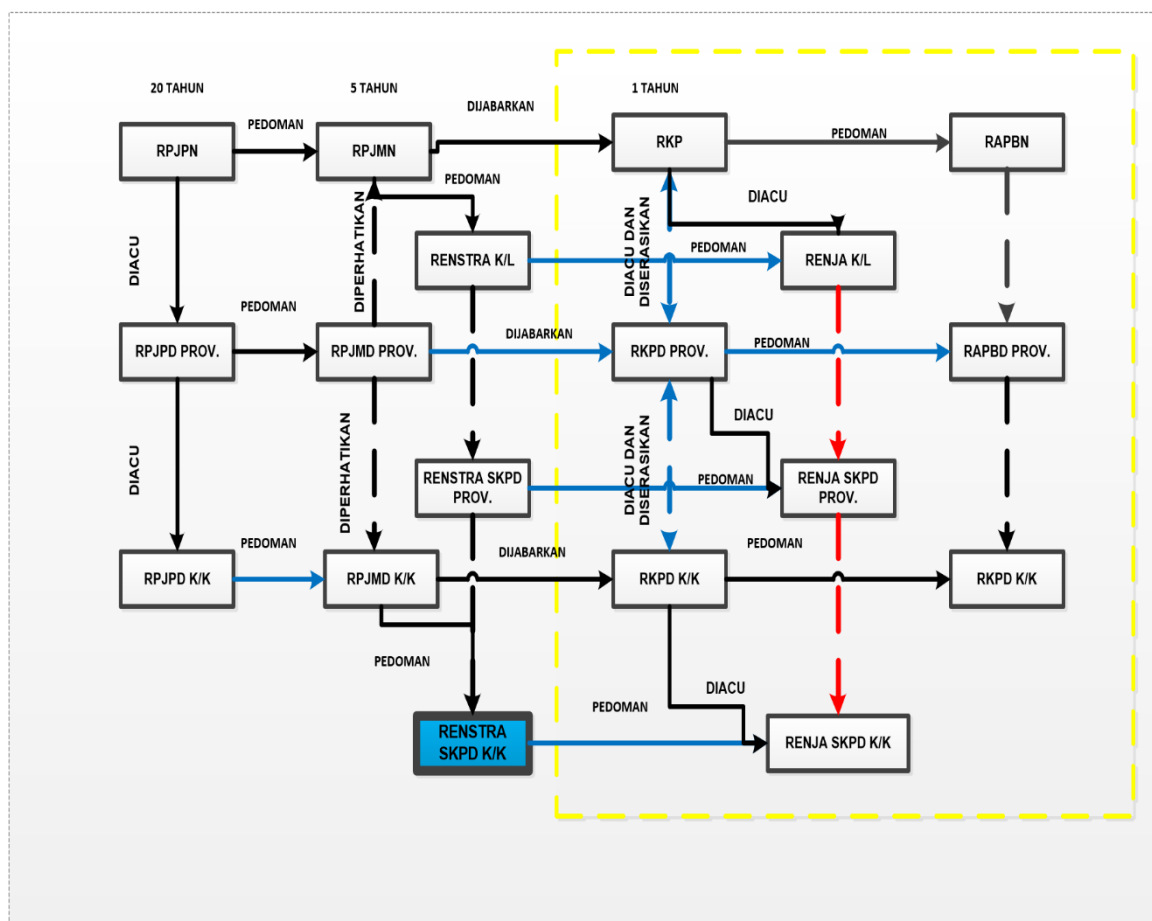 20 TAHUN
5 TAHUN
1 TAHUN
DIJABARKAN
PEDOMAN
PEDOMAN
RPJPN
RPJMN
RKP
RAPBN
PEDOMAN
DIACU
DIACU
DIPERHATIKAN
DIACU DAN
DISERASIKAN
RENSTRA K/L
PEDOMAN
RENJA K/L
PEDOMAN
DIJABARKAN
PEDOMAN
RPJPD PROV.
RPJMD PROV.
RKPD PROV.
RAPBD PROV.
DIACU
DIACU
DIPERHATIKAN
DIACU DAN
DISERASIKAN
RENSTRA SKPD
PROV.
PEDOMAN
RENJA SKPD
PROV.
PEDOMAN
DIJABARKAN
PEDOMAN
RPJPD K/K
RPJMD K/K
RKPD K/K
RKPD K/K
PEDOMAN
DIACU
PEDOMAN
RENSTRA
SKPD K/K
RENJA SKPD K/K